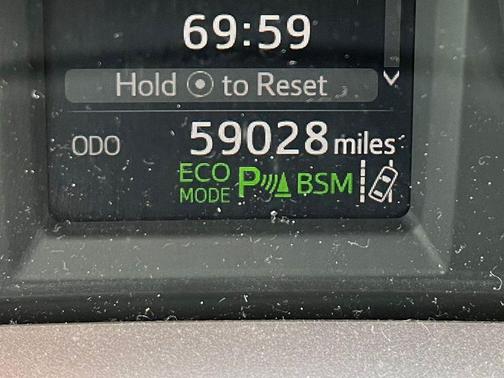 69:59
Hold to Reset
ODO 59028 miles
ECO MODE P BSM